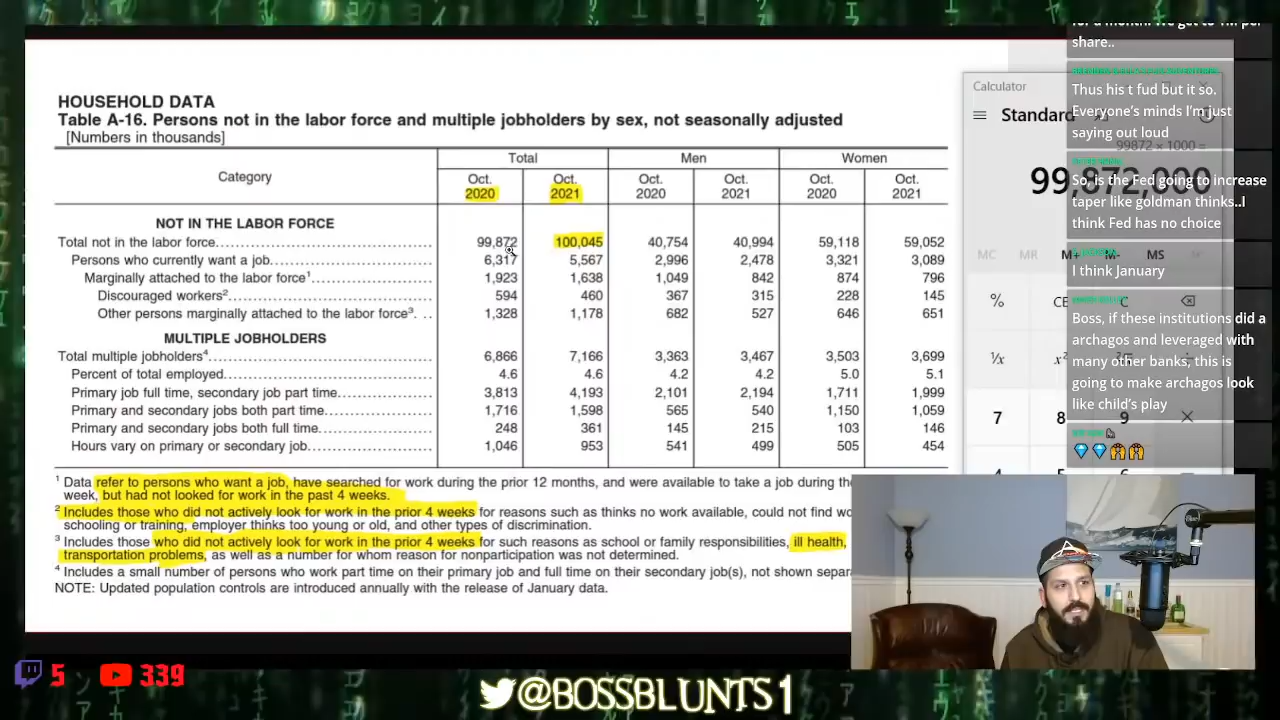 HOUSEHOLD DATA
Table A-16. Persons not in the labor force and multiple jobholders by sex, not seasonally adjusted
[Numbers in thousands]
Category Total Men Women
Oct. 2020 Oct. 2021 Oct. 2020 Oct. 2021 Oct. 2020 Oct. 2021
NOT IN THE LABOR FORCE
Total not in the labor force 99,872 100,045 40,754 40,994 59,118 59,052
Persons who currently want a job 6,317 5,567 2,996 2,478 3,321 3,089
Marginally attached to the labor force¹ 1,923 1,638 1,049 842 874 796
Discouraged workers² 594 460 367 315 228 145
Other persons marginally attached to the labor force³ 1,328 1,178 682 527 646 651
MULTIPLE JOBHOLDERS
Total multiple jobholders⁴ 6,866 7,166 3,363 3,467 3,503 3,699
Percent of total employed 4.6 4.6 4.2 4.2 5.0 5.1
Primary job full time, secondary job part time 3,813 4,193 2,101 2,194 1,711 1,999
Primary and secondary jobs both part time 1,716 1,598 565 540 1,150 1,059
Primary and secondary jobs both full time 248 361 145 215 103 146
Hours vary on primary or secondary job 1,046 953 541 499 505 454
¹ Data refer to persons who want a job, have searched for work during the prior 12 months, and were available to take a job during the
week, but had not looked for work in the past 4 weeks.
² Includes those who did not actively look for work in the prior 4 weeks for reasons such as thinks no work available, could not find wo
schooling or training, employer thinks too young or old, and other types of discrimination.
³ Includes those who did not actively look for work in the prior 4 weeks for such reasons as school or family responsibilities, ill health,
transportation problems, as well as a number for whom reason for nonparticipation was not determined.
⁴ Includes a small number of persons who work part time on their primary job and full time on their secondary job(s), not shown separa
NOTE: Updated population controls are introduced annually with the release of January data.
Calculator
Standard
99872 x 1000 =
99,872,000
MC MR M+ M- MS
% CE C
¹/x x²
7 8 9 ×
share..
Thus his t fud but it so.
Everyone's minds I'm just
saying out loud
So, is the Fed going to increase
taper like goldman thinks..I
think Fed has no choice
I think January
Boss, if these institutions did a
archagos and leveraged with
many other banks, this is
going to make archagos look
like child's play
5 339
@BOSSBLUNTS1